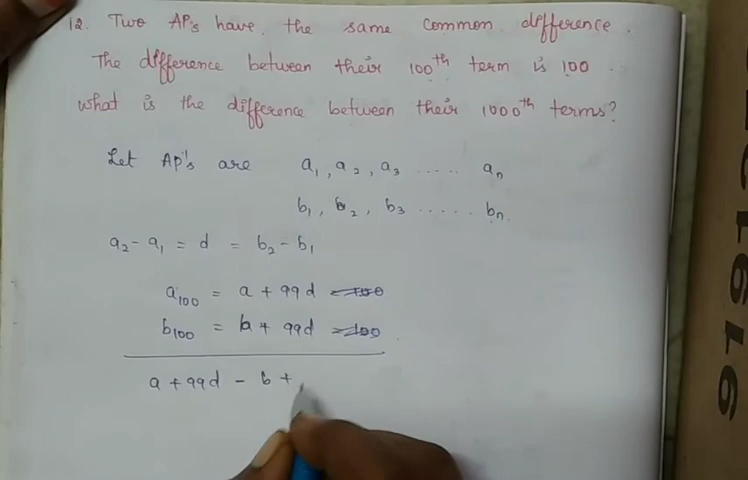 12. Two AP's have the same common difference.
The difference between their 100th term is 100
what is the difference between their 1000th terms?
Let AP's are a1, a2, a3 ..... an
b1, b2, b3 ..... bn.
a2 - a1 = d = b2 - b1
a100 = a + 99d = 100
b100 = b + 99d = 100
a + 99d - b +